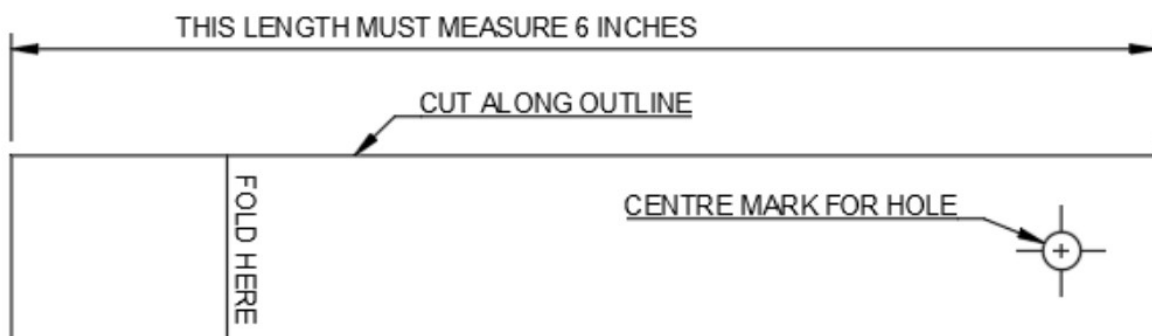 THIS LENGTH MUST MEASURE 6 INCHES
CUT ALONG OUTLINE
FOLD HERE
CENTRE MARK FOR HOLE